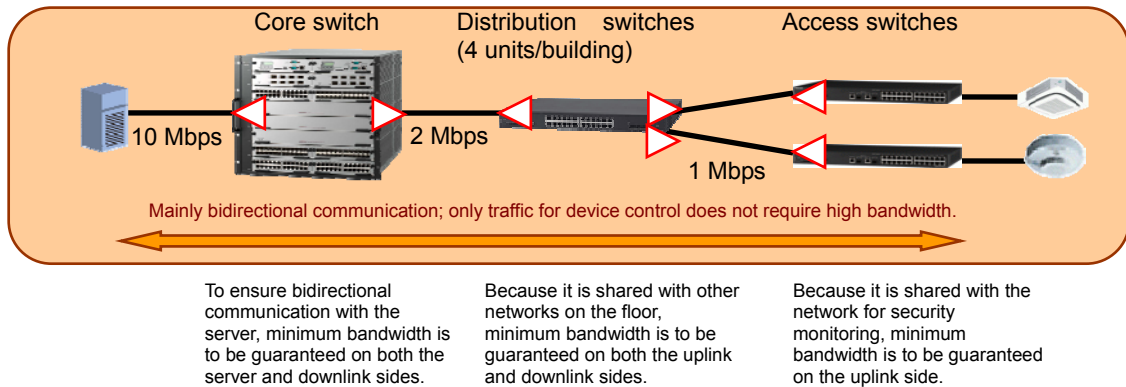 Core switch
Distribution switches
(4 units/building)
Access switches
10 Mbps
2 Mbps
1 Mbps
Mainly bidirectional communication; only traffic for device control does not require high bandwidth.
To ensure bidirectional
communication with the
server, minimum bandwidth is
to be guaranteed on both the
server and downlink sides.
Because it is shared with other
networks on the floor,
minimum bandwidth is to be
guaranteed on both the uplink
and downlink sides.
Because it is shared with the
network for security
monitoring, minimum
bandwidth is to be guaranteed
on the uplink side.